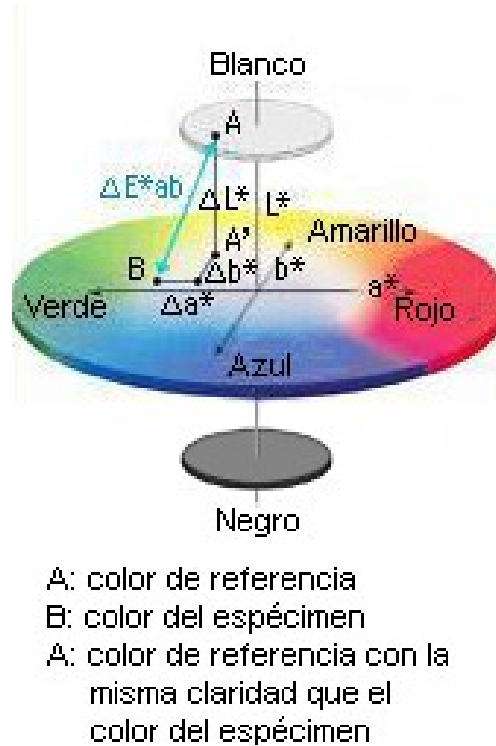 Blanco
A
ΔE*ab
ΔL*
L*
A'
Amarillo
B
Δb*
b*
a*
Verde
Δa*
Rojo
Azul
Negro
A: color de referencia
B: color del espécimen
A: color de referencia con la
misma claridad que el
color del espécimen